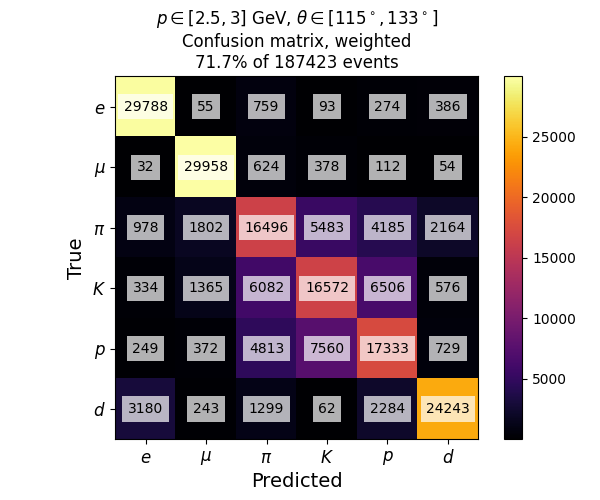 p ∈ [2.5, 3] GeV, θ ∈ [115°, 133°]
Confusion matrix, weighted
71.7% of 187423 events
e 29788 55 759 93 274 386
μ 32 29958 624 378 112 54
π 978 1802 16496 5483 4185 2164
K 334 1365 6082 16572 6506 576
p 249 372 4813 7560 17333 729
d 3180 243 1299 62 2284 24243
e μ π K p d
Predicted
True
25000
20000
15000
10000
5000